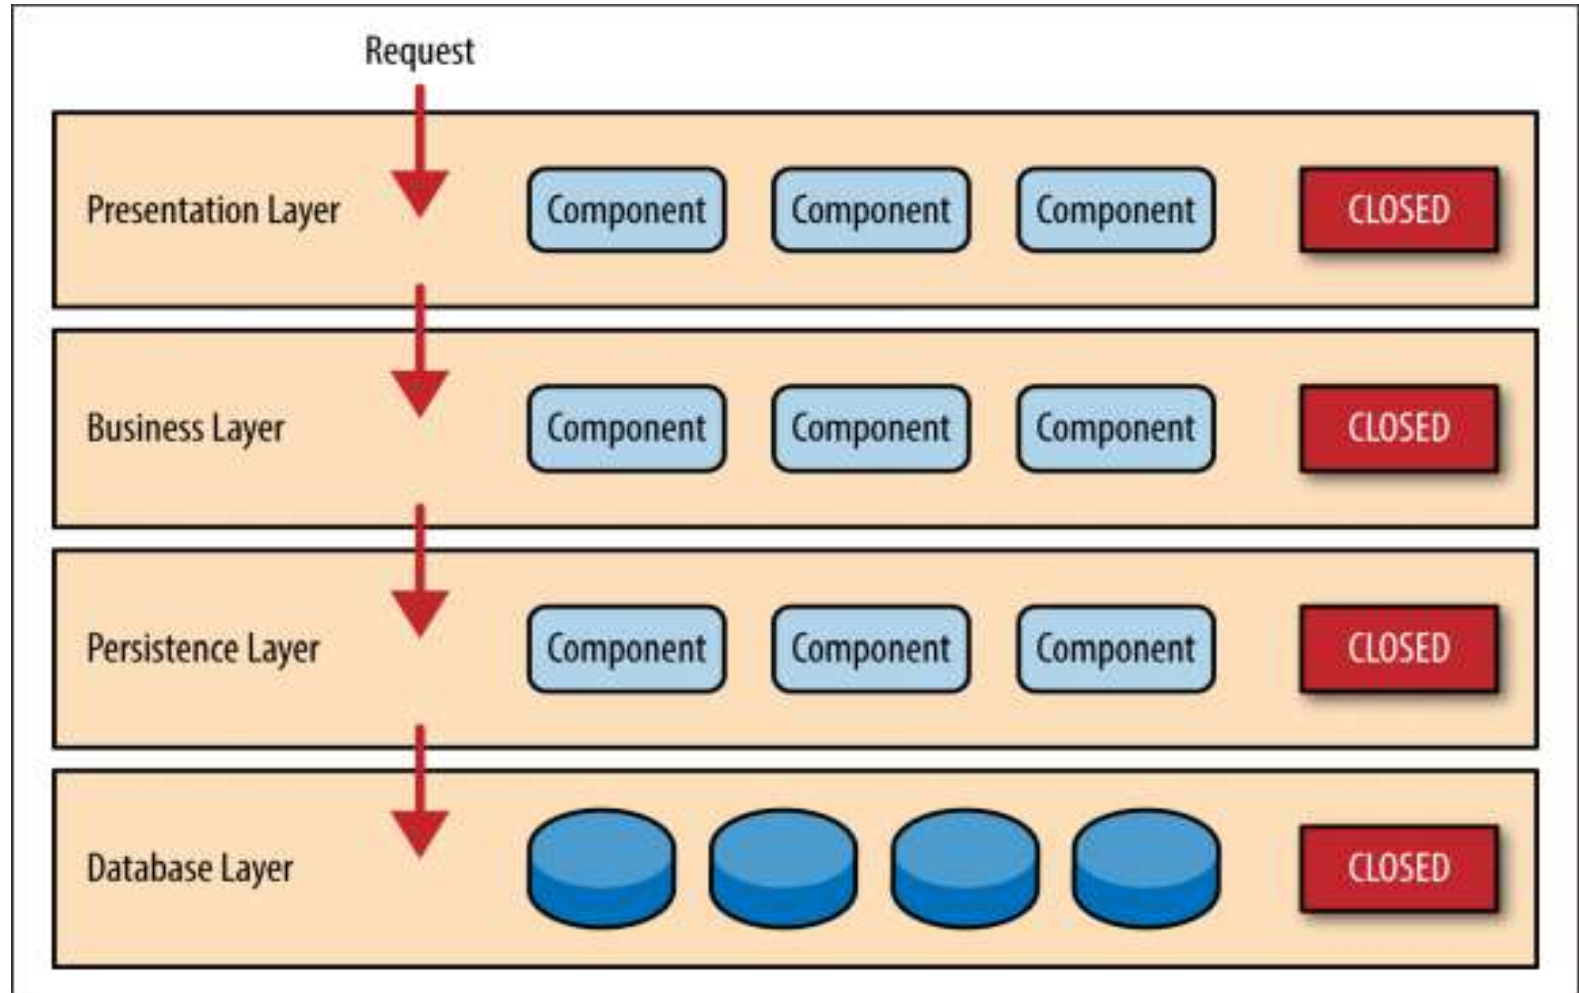 Request
Presentation Layer Component Component Component CLOSED
Business Layer Component Component Component CLOSED
Persistence Layer Component Component Component CLOSED
Database Layer CLOSED